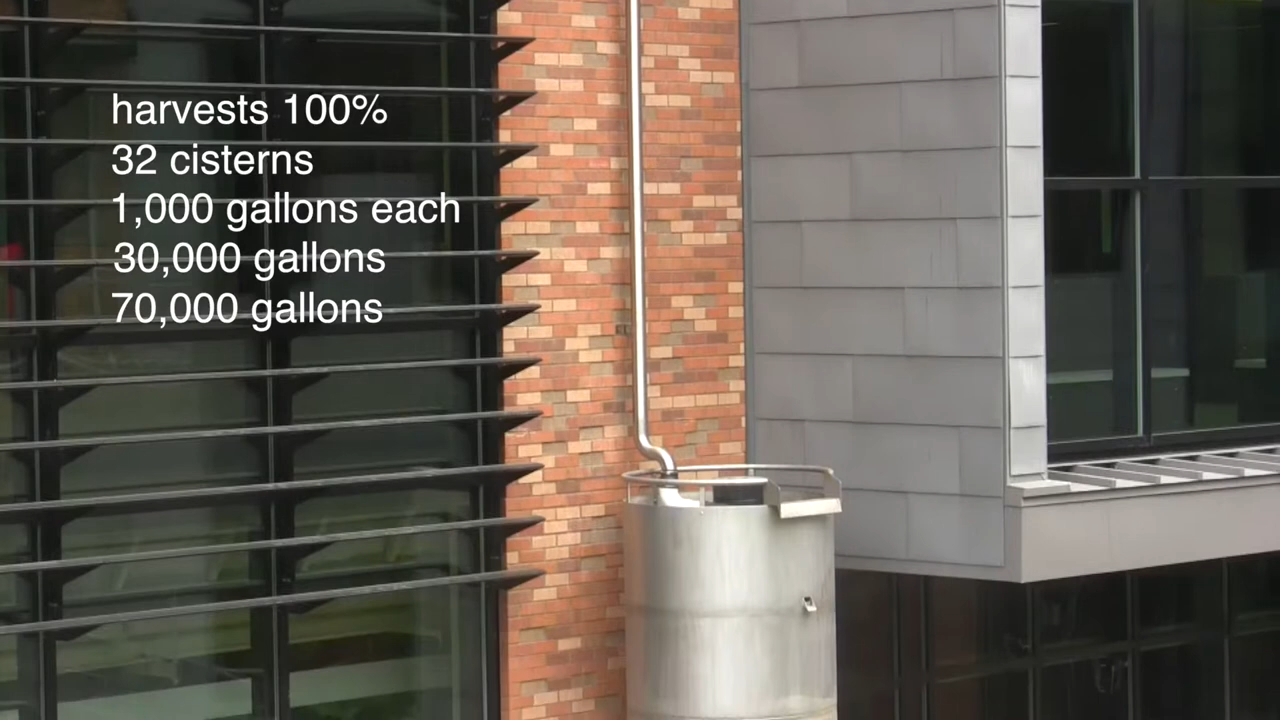 harvests 100%
32 cisterns
1,000 gallons each
30,000 gallons
70,000 gallons